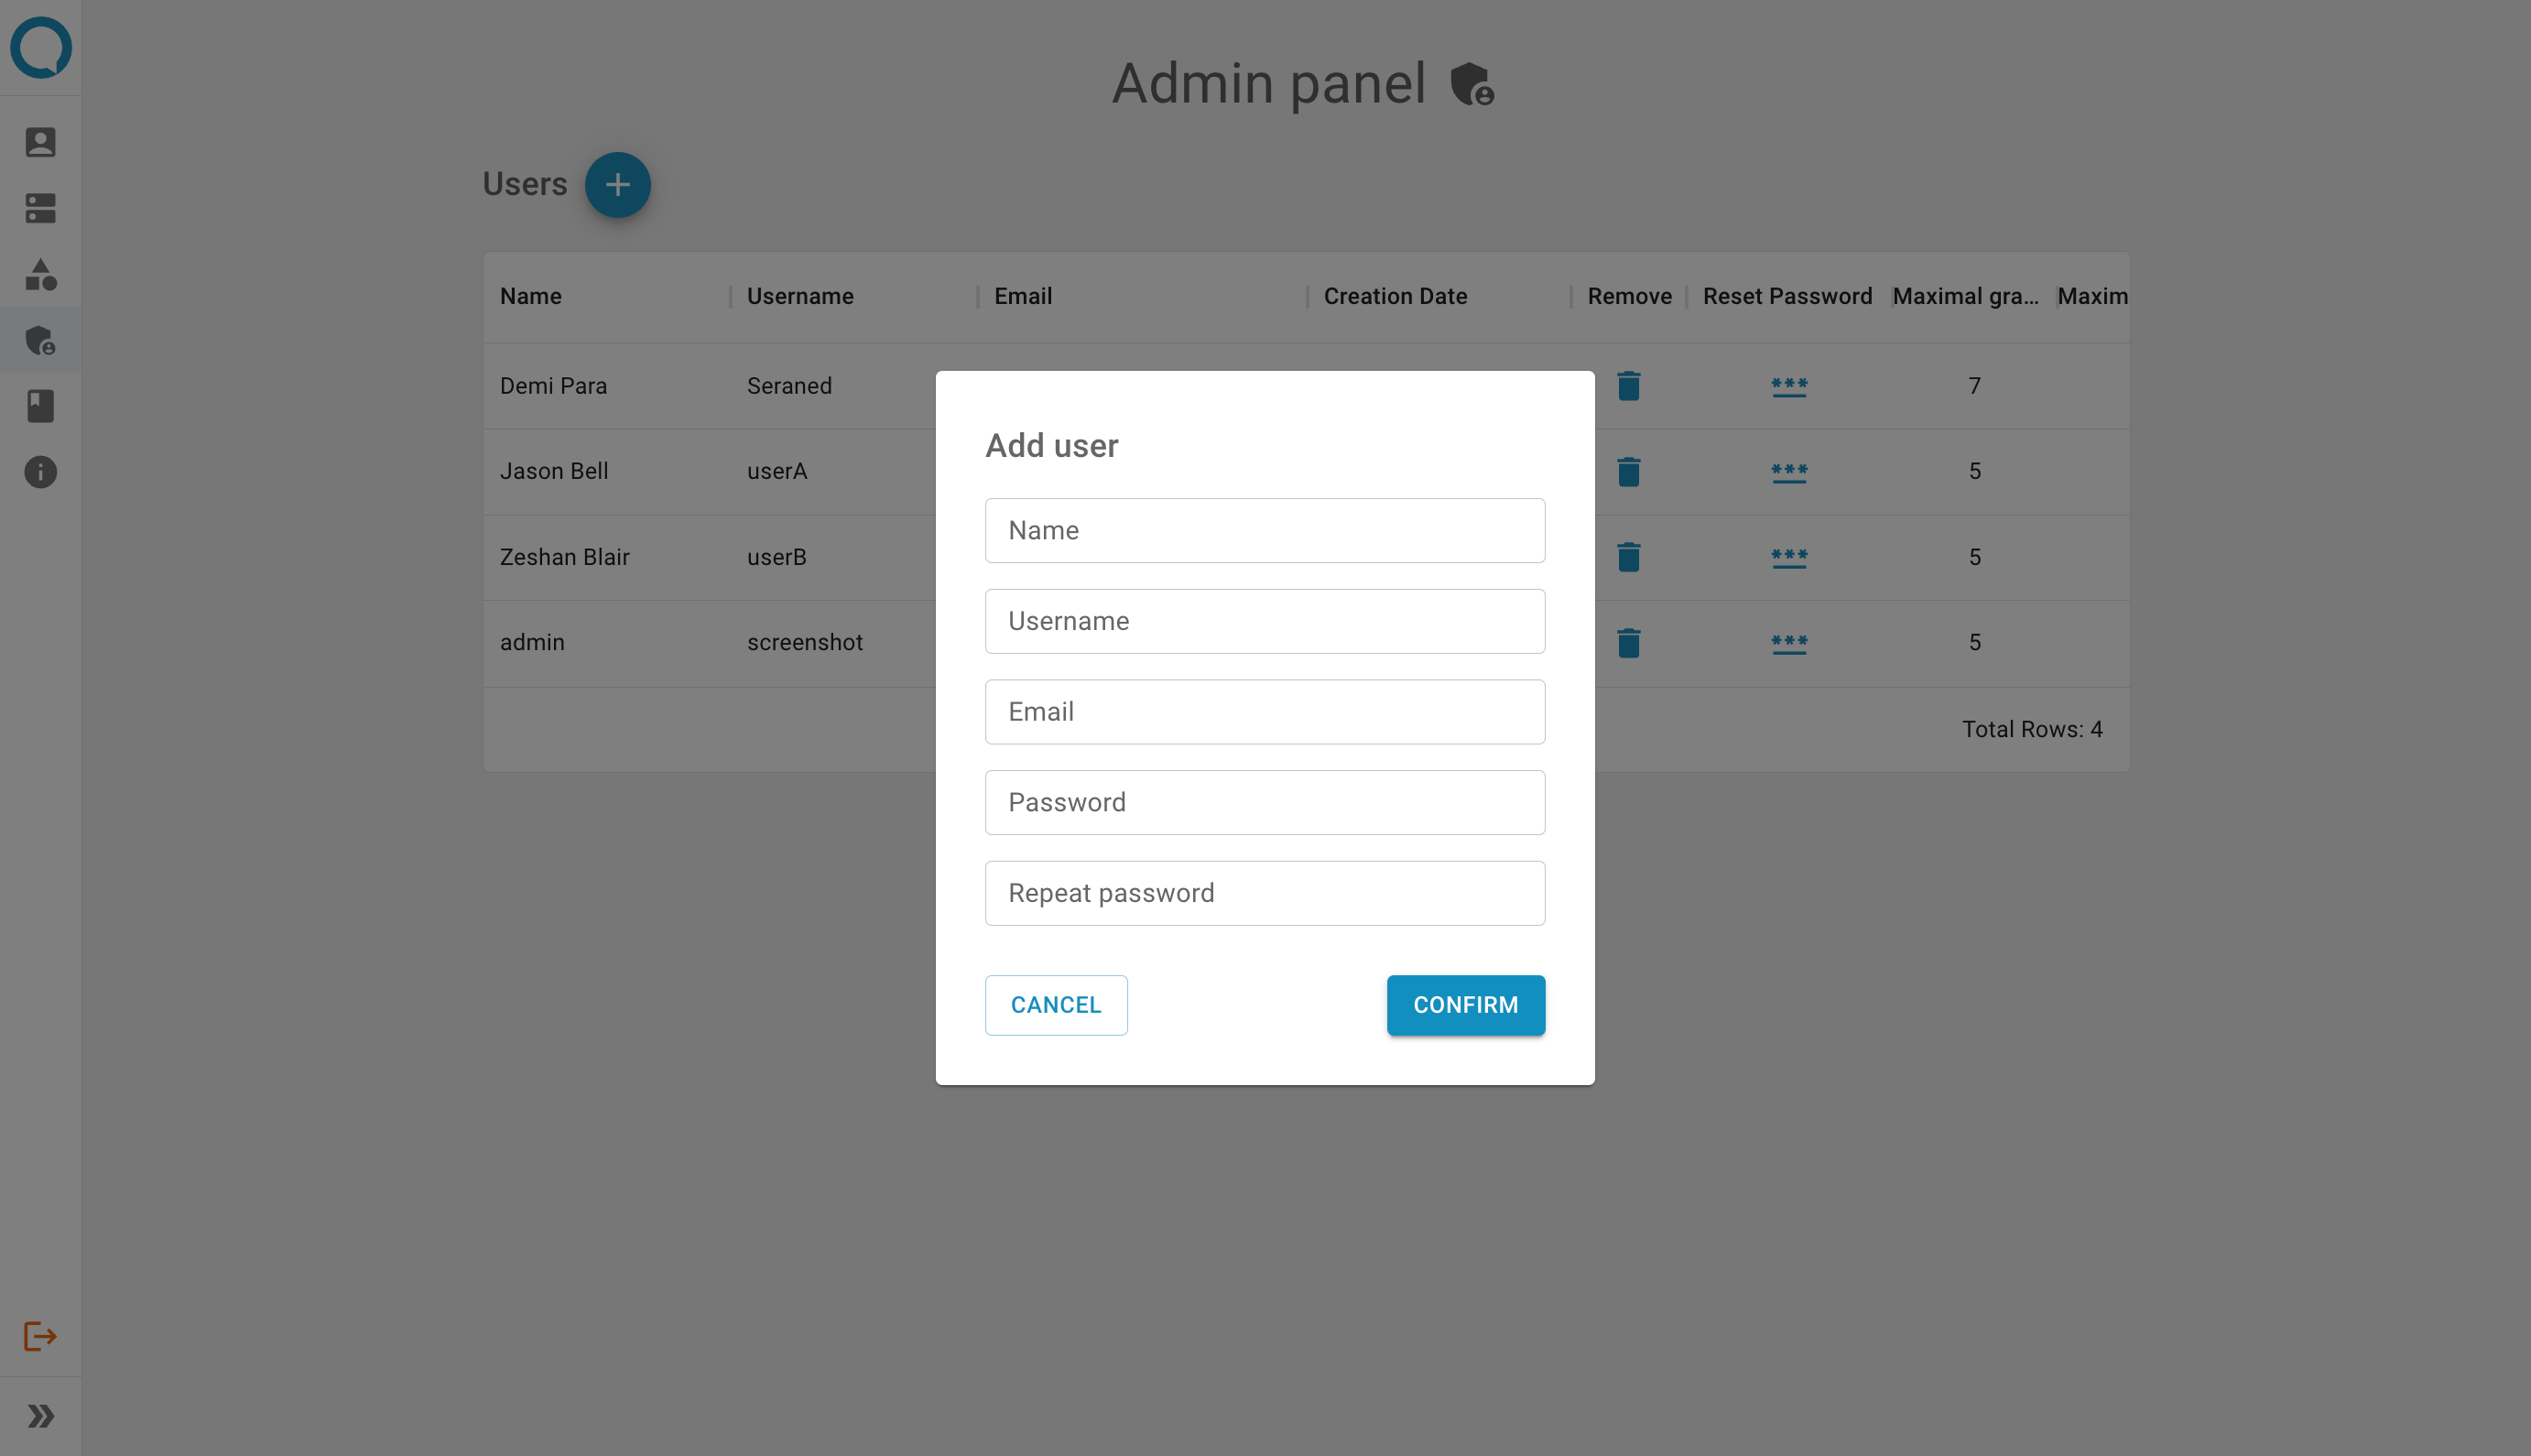 Admin panel
Users
Name Username Email Creation Date Remove Reset Password Maximal gra... Maxim
Demi Para Seraned *** 7
Jason Bell userA *** 5
Zeshan Blair userB *** 5
admin screenshot *** 5
Total Rows: 4
Add user
Name
Username
Email
Password
Repeat password
CANCEL CONFIRM